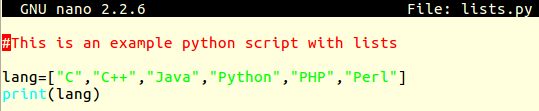 GNU nano 2.2.6 File: lists.py
#This is an example python script with lists
lang=["C","C++","Java","Python","PHP","Perl"]
print(lang)